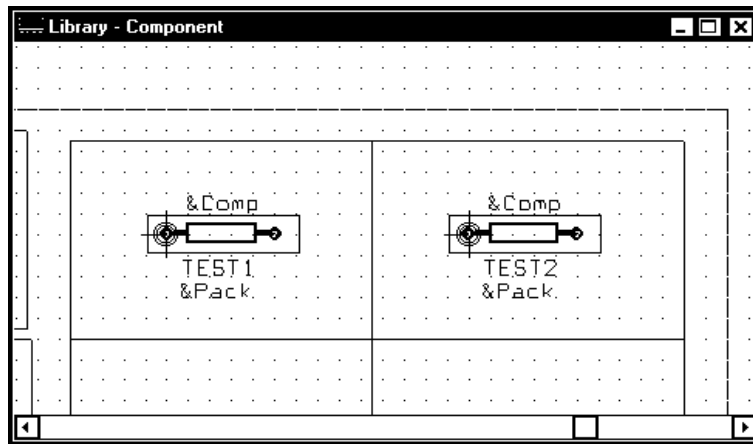 Library - Component
&Comp
TEST1
&Pack
&Comp
TEST2
&Pack